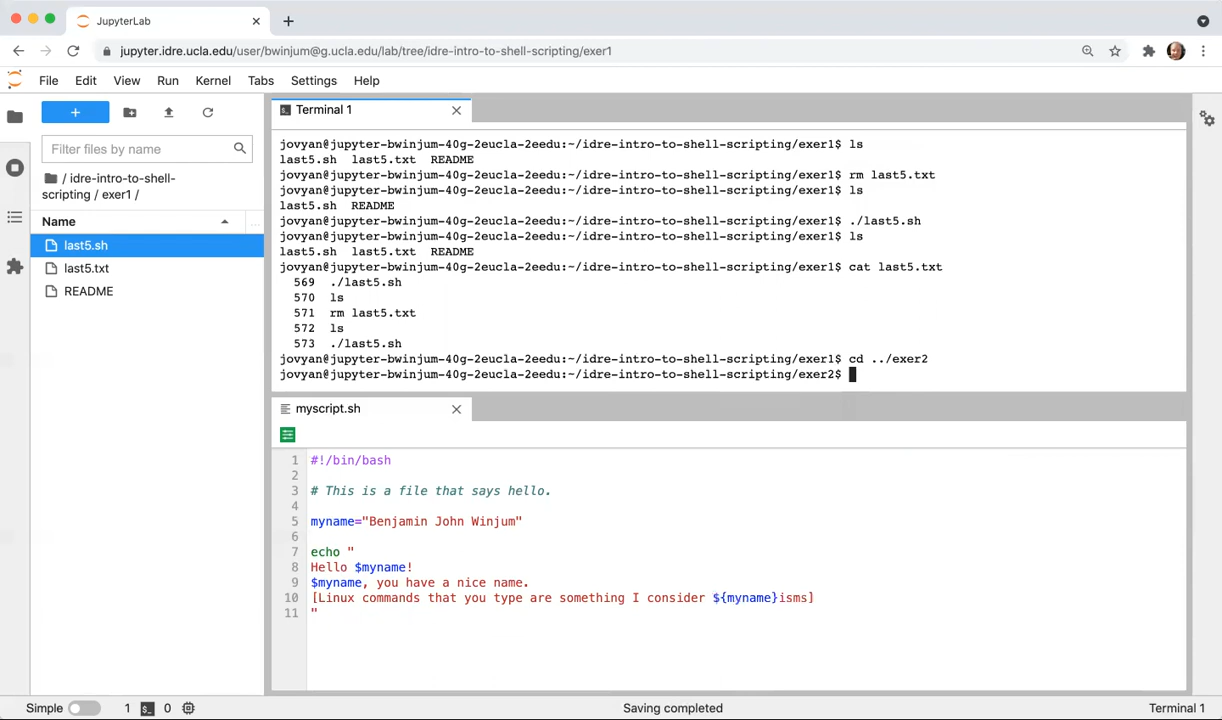 JupyterLab
jupyter.idre.ucla.edu/user/bwinjum@g.ucla.edu/lab/tree/idre-intro-to-shell-scripting/exer1
File Edit View Run Kernel Tabs Settings Help
+
Filter files by name
/ idre-intro-to-shell-
scripting / exer1 /
Name
last5.sh
last5.txt
README
Terminal 1
jovyan@jupyter-bwinjum-40g-2eucla-2eedu:~/idre-intro-to-shell-scripting/exer1$ ls
last5.sh last5.txt README
jovyan@jupyter-bwinjum-40g-2eucla-2eedu:~/idre-intro-to-shell-scripting/exer1$ rm last5.txt
jovyan@jupyter-bwinjum-40g-2eucla-2eedu:~/idre-intro-to-shell-scripting/exer1$ ls
last5.sh README
jovyan@jupyter-bwinjum-40g-2eucla-2eedu:~/idre-intro-to-shell-scripting/exer1$ ./last5.sh
jovyan@jupyter-bwinjum-40g-2eucla-2eedu:~/idre-intro-to-shell-scripting/exer1$ ls
last5.sh last5.txt README
jovyan@jupyter-bwinjum-40g-2eucla-2eedu:~/idre-intro-to-shell-scripting/exer1$ cat last5.txt
569 ./last5.sh
570 ls
571 rm last5.txt
572 ls
573 ./last5.sh
jovyan@jupyter-bwinjum-40g-2eucla-2eedu:~/idre-intro-to-shell-scripting/exer1$ cd ../exer2
jovyan@jupyter-bwinjum-40g-2eucla-2eedu:~/idre-intro-to-shell-scripting/exer2$
myscript.sh
1 #!/bin/bash
2
3 # This is a file that says hello.
4
5 myname="Benjamin John Winjum"
6
7 echo "
8 Hello $myname!
9 $myname, you have a nice name.
10 [Linux commands that you type are something I consider ${myname}isms]
11 "
Simple 1 $_ 0 Saving completed Terminal 1